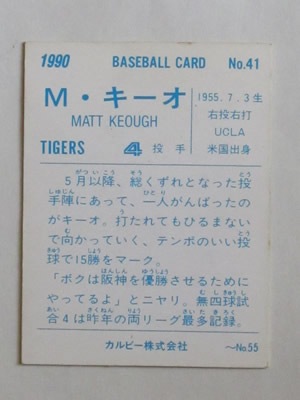 1990 BASEBALL CARD No.41
M・キーオ
MATT KEOUGH
1955.7.3生
右投右打
UCLA
米国出身
TIGERS 4 投手
5月以降、総くずれとなった投
手陣にあって、一人がんばったの
がキーオ。打たれてもひるまない
で向かっていく、テンポのいい投
球で15勝をマーク。
「ボクは阪神を優勝させるために
やってるよ」とニヤリ。無四球試
合4は昨年の両リーグ最多記録。
カルビー株式会社
〜No.55